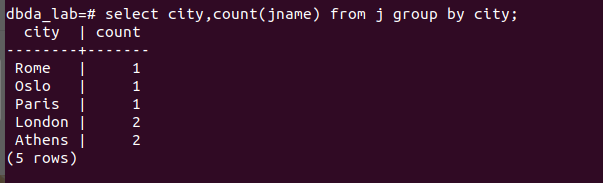 dbda_lab=# select city,count(jname) from j group by city;
  city  | count
--------+-------
 Rome   |     1
 Oslo   |     1
 Paris  |     1
 London |     2
 Athens |     2
(5 rows)